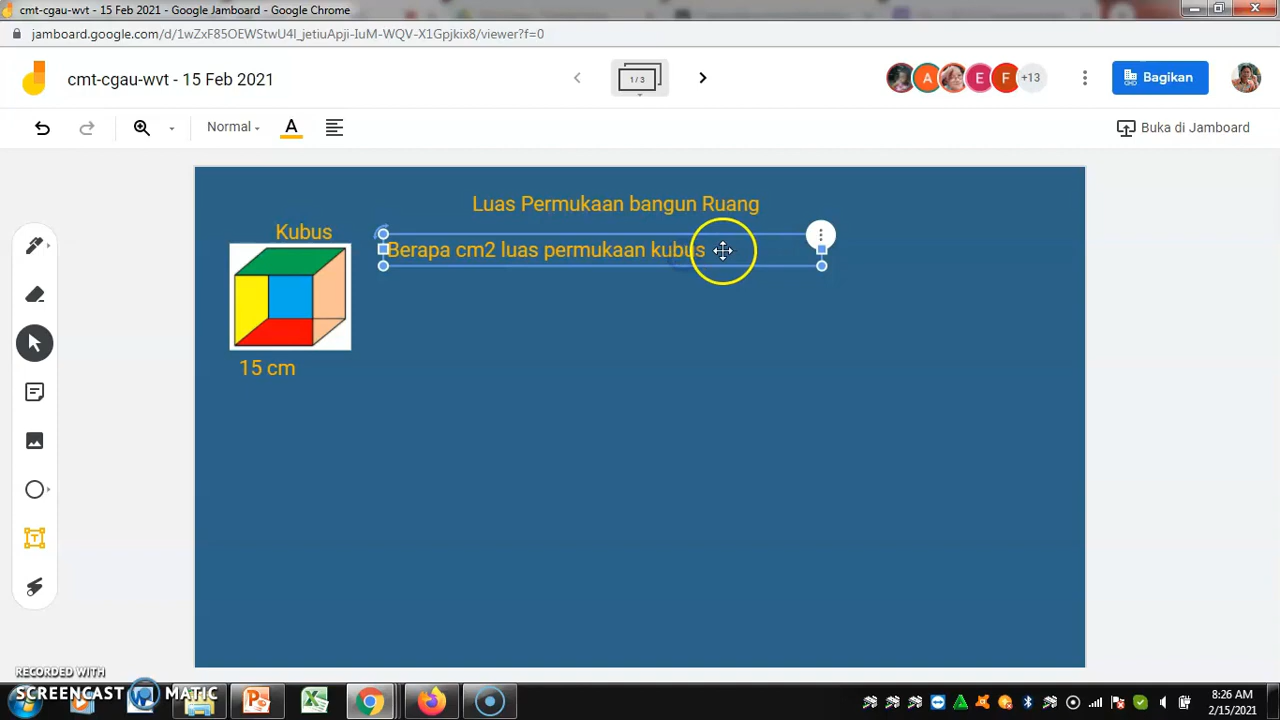 cmt-cgau-wvt - 15 Feb 2021 - Google Jamboard - Google Chrome
jamboard.google.com/d/1wZxF85OEWStwU4l_jetiuApji-IuM-WQV-X1Gpjkix8/viewer?f=0
cmt-cgau-wvt - 15 Feb 2021
1 / 3
A
E
F
+13
Bagikan
Normal
A
Buka di Jamboard
Luas Permukaan bangun Ruang
Kubus
Berapa cm2 luas permukaan kubus
15 cm
RECORDED WITH
SCREENCAST MATIC
8:26 AM
2/15/2021